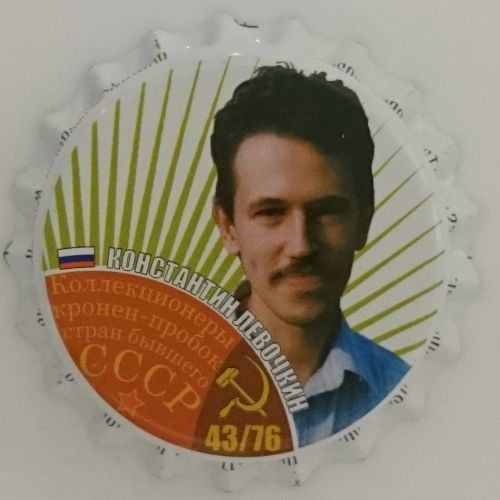 КОНСТАНТИН ЛЕВОЧКИН
Коллекционеры
кронен-пробок
стран бывшего
СССР
43/76